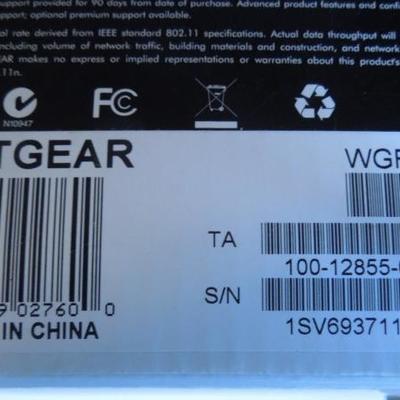 support provided for 90 days from date of purchase. Advanced product features and confi
pport; optional premium support available.
al rate derived from IEEE standard 802.11 specifications. Actual data throughput will
ncluding volume of network traffic, building materials and construction, and network
EAR makes no express or implied representations or warranties about this product's
11n.
N10947
FC
TGEAR
WGR
TA
100-12855-
S/N
9 02760 0
1SV693711
IN CHINA